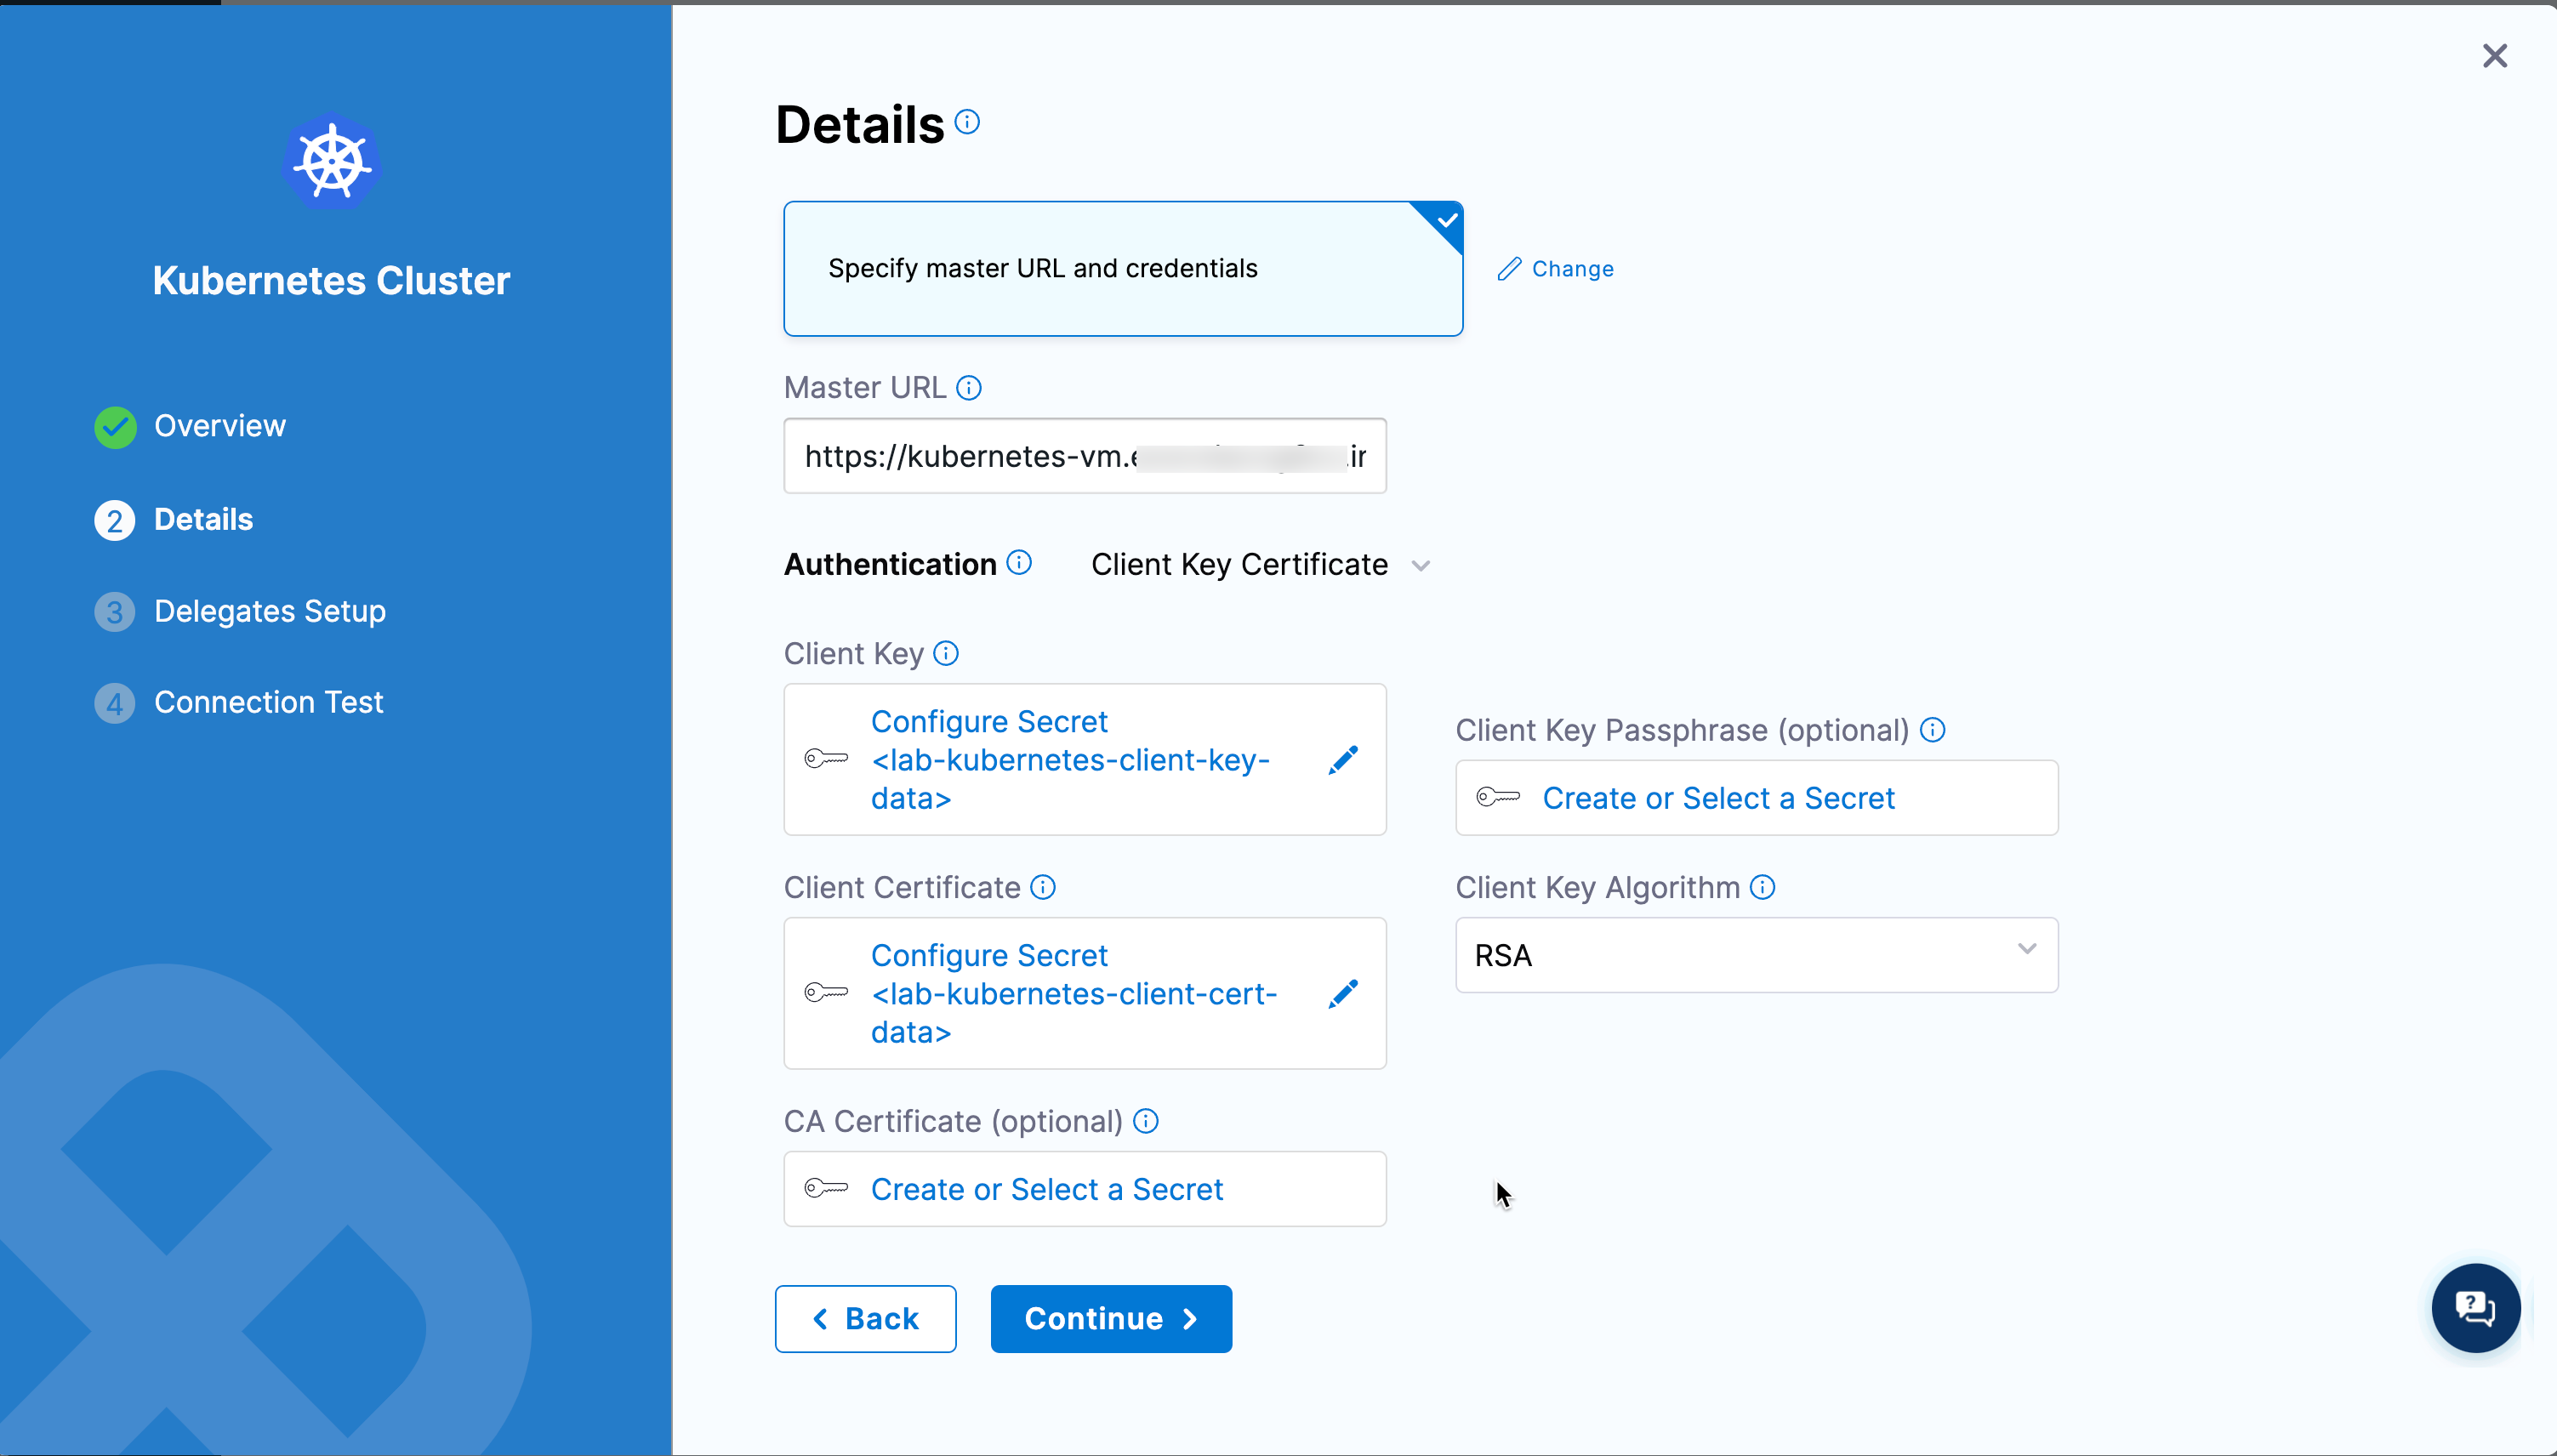 Kubernetes Cluster
Overview
2 Details
3 Delegates Setup
4 Connection Test
Details
Specify master URL and credentials
Change
Master URL
https://kubernetes-vm.
Authentication
Client Key Certificate
Client Key
Configure Secret
<lab-kubernetes-client-key-
data>
Client Key Passphrase (optional)
Create or Select a Secret
Client Certificate
Configure Secret
<lab-kubernetes-client-cert-
data>
Client Key Algorithm
RSA
CA Certificate (optional)
Create or Select a Secret
Back
Continue